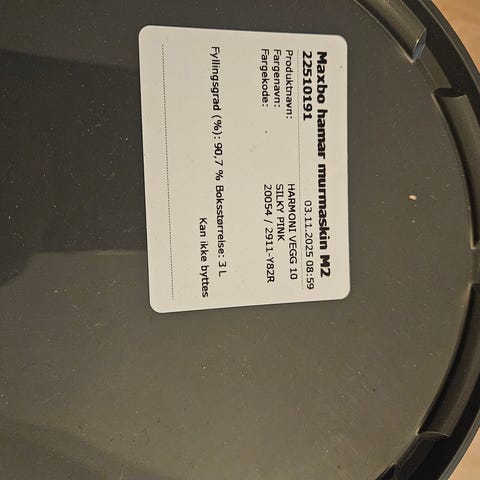 Maxbo hamar murmaskin M2
22510191 03.11.2025 08:59
Produktnavn: HARMONI VEGG 10
Fargenavn: SILKY PINK
Fargekode: 20054 / 2911-Y82R
Fyllingsgrad (%): 90,7 % Boksstørrelse: 3 L
Kan ikke byttes